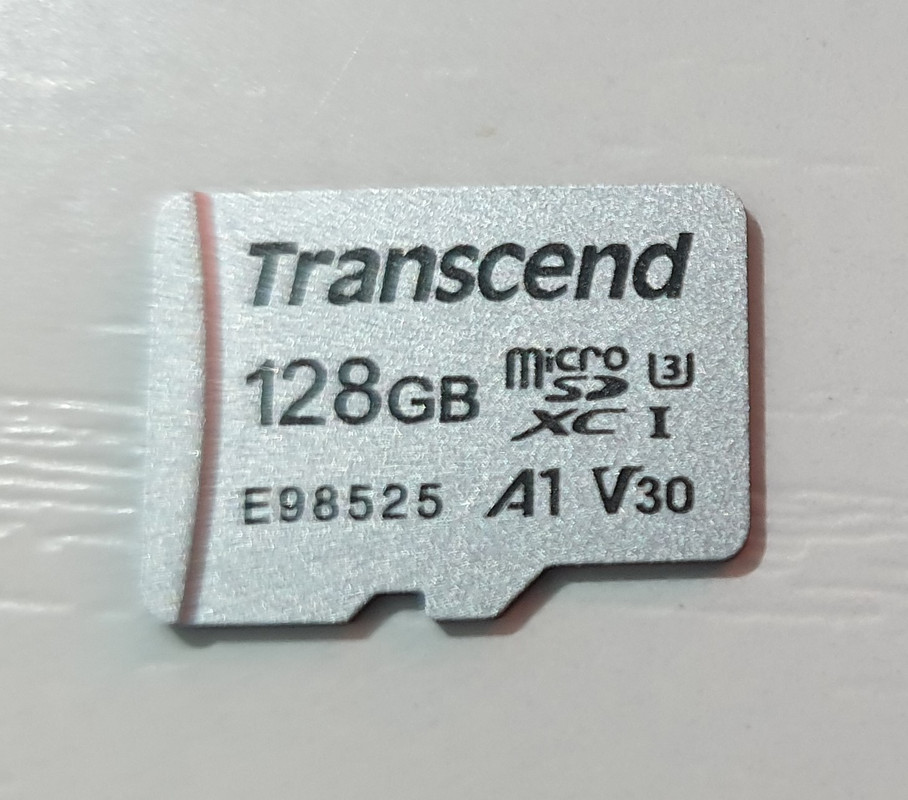 Transcend
128GB micro SD XC U3 I
E98525 A1 V30